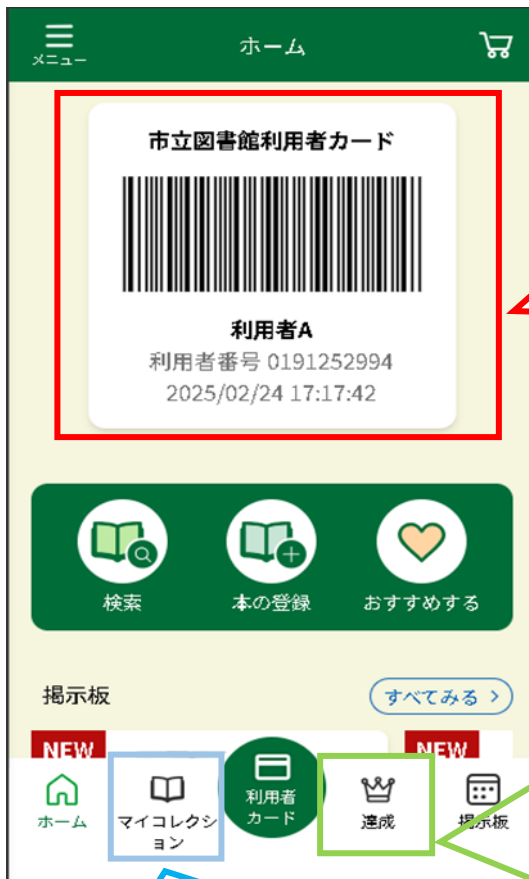 メニュー
ホーム
市立図書館利用者カード
利用者A
利用者番号 0191252994
2025/02/24 17:17:42
検索
本の登録
おすすめする
掲示板
すべてみる >
NEW
NEW
ホーム
マイコレクシ
ョン
利用者
カード
達成
掲示板